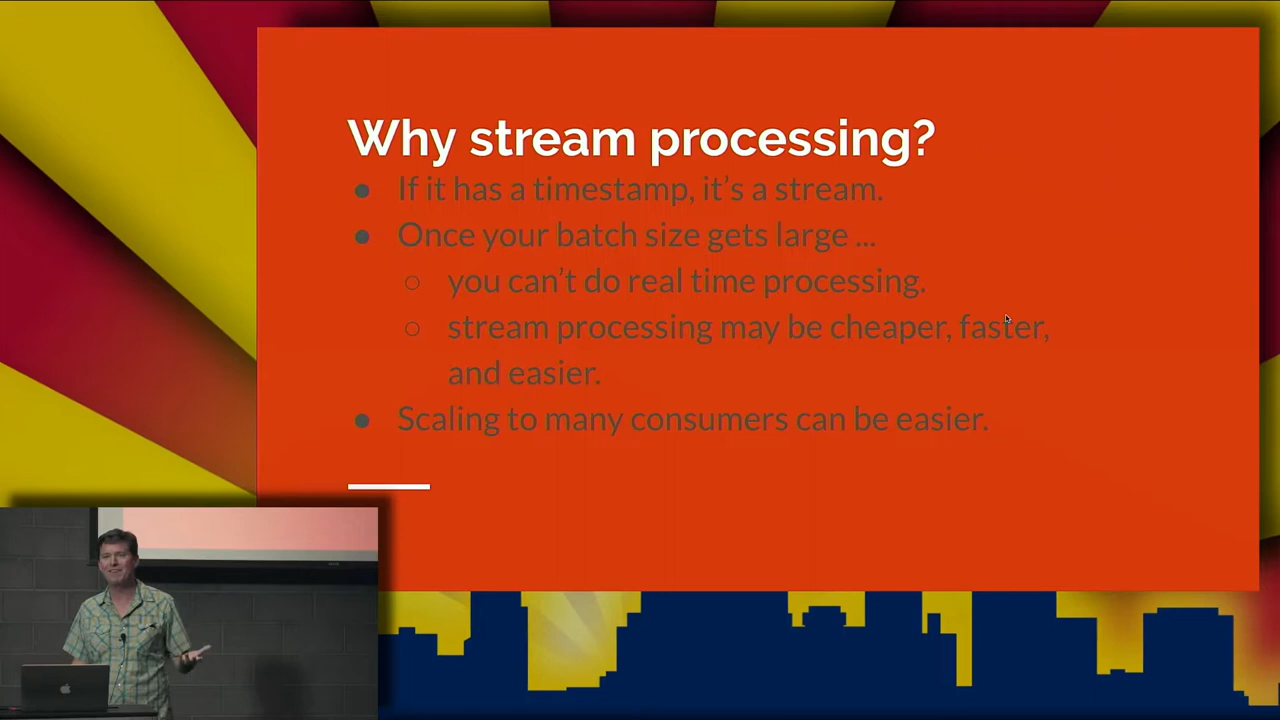 Why stream processing?
● If it has a timestamp, it's a stream.
● Once your batch size gets large ...
○ you can't do real time processing.
○ stream processing may be cheaper, faster,
and easier.
● Scaling to many consumers can be easier.